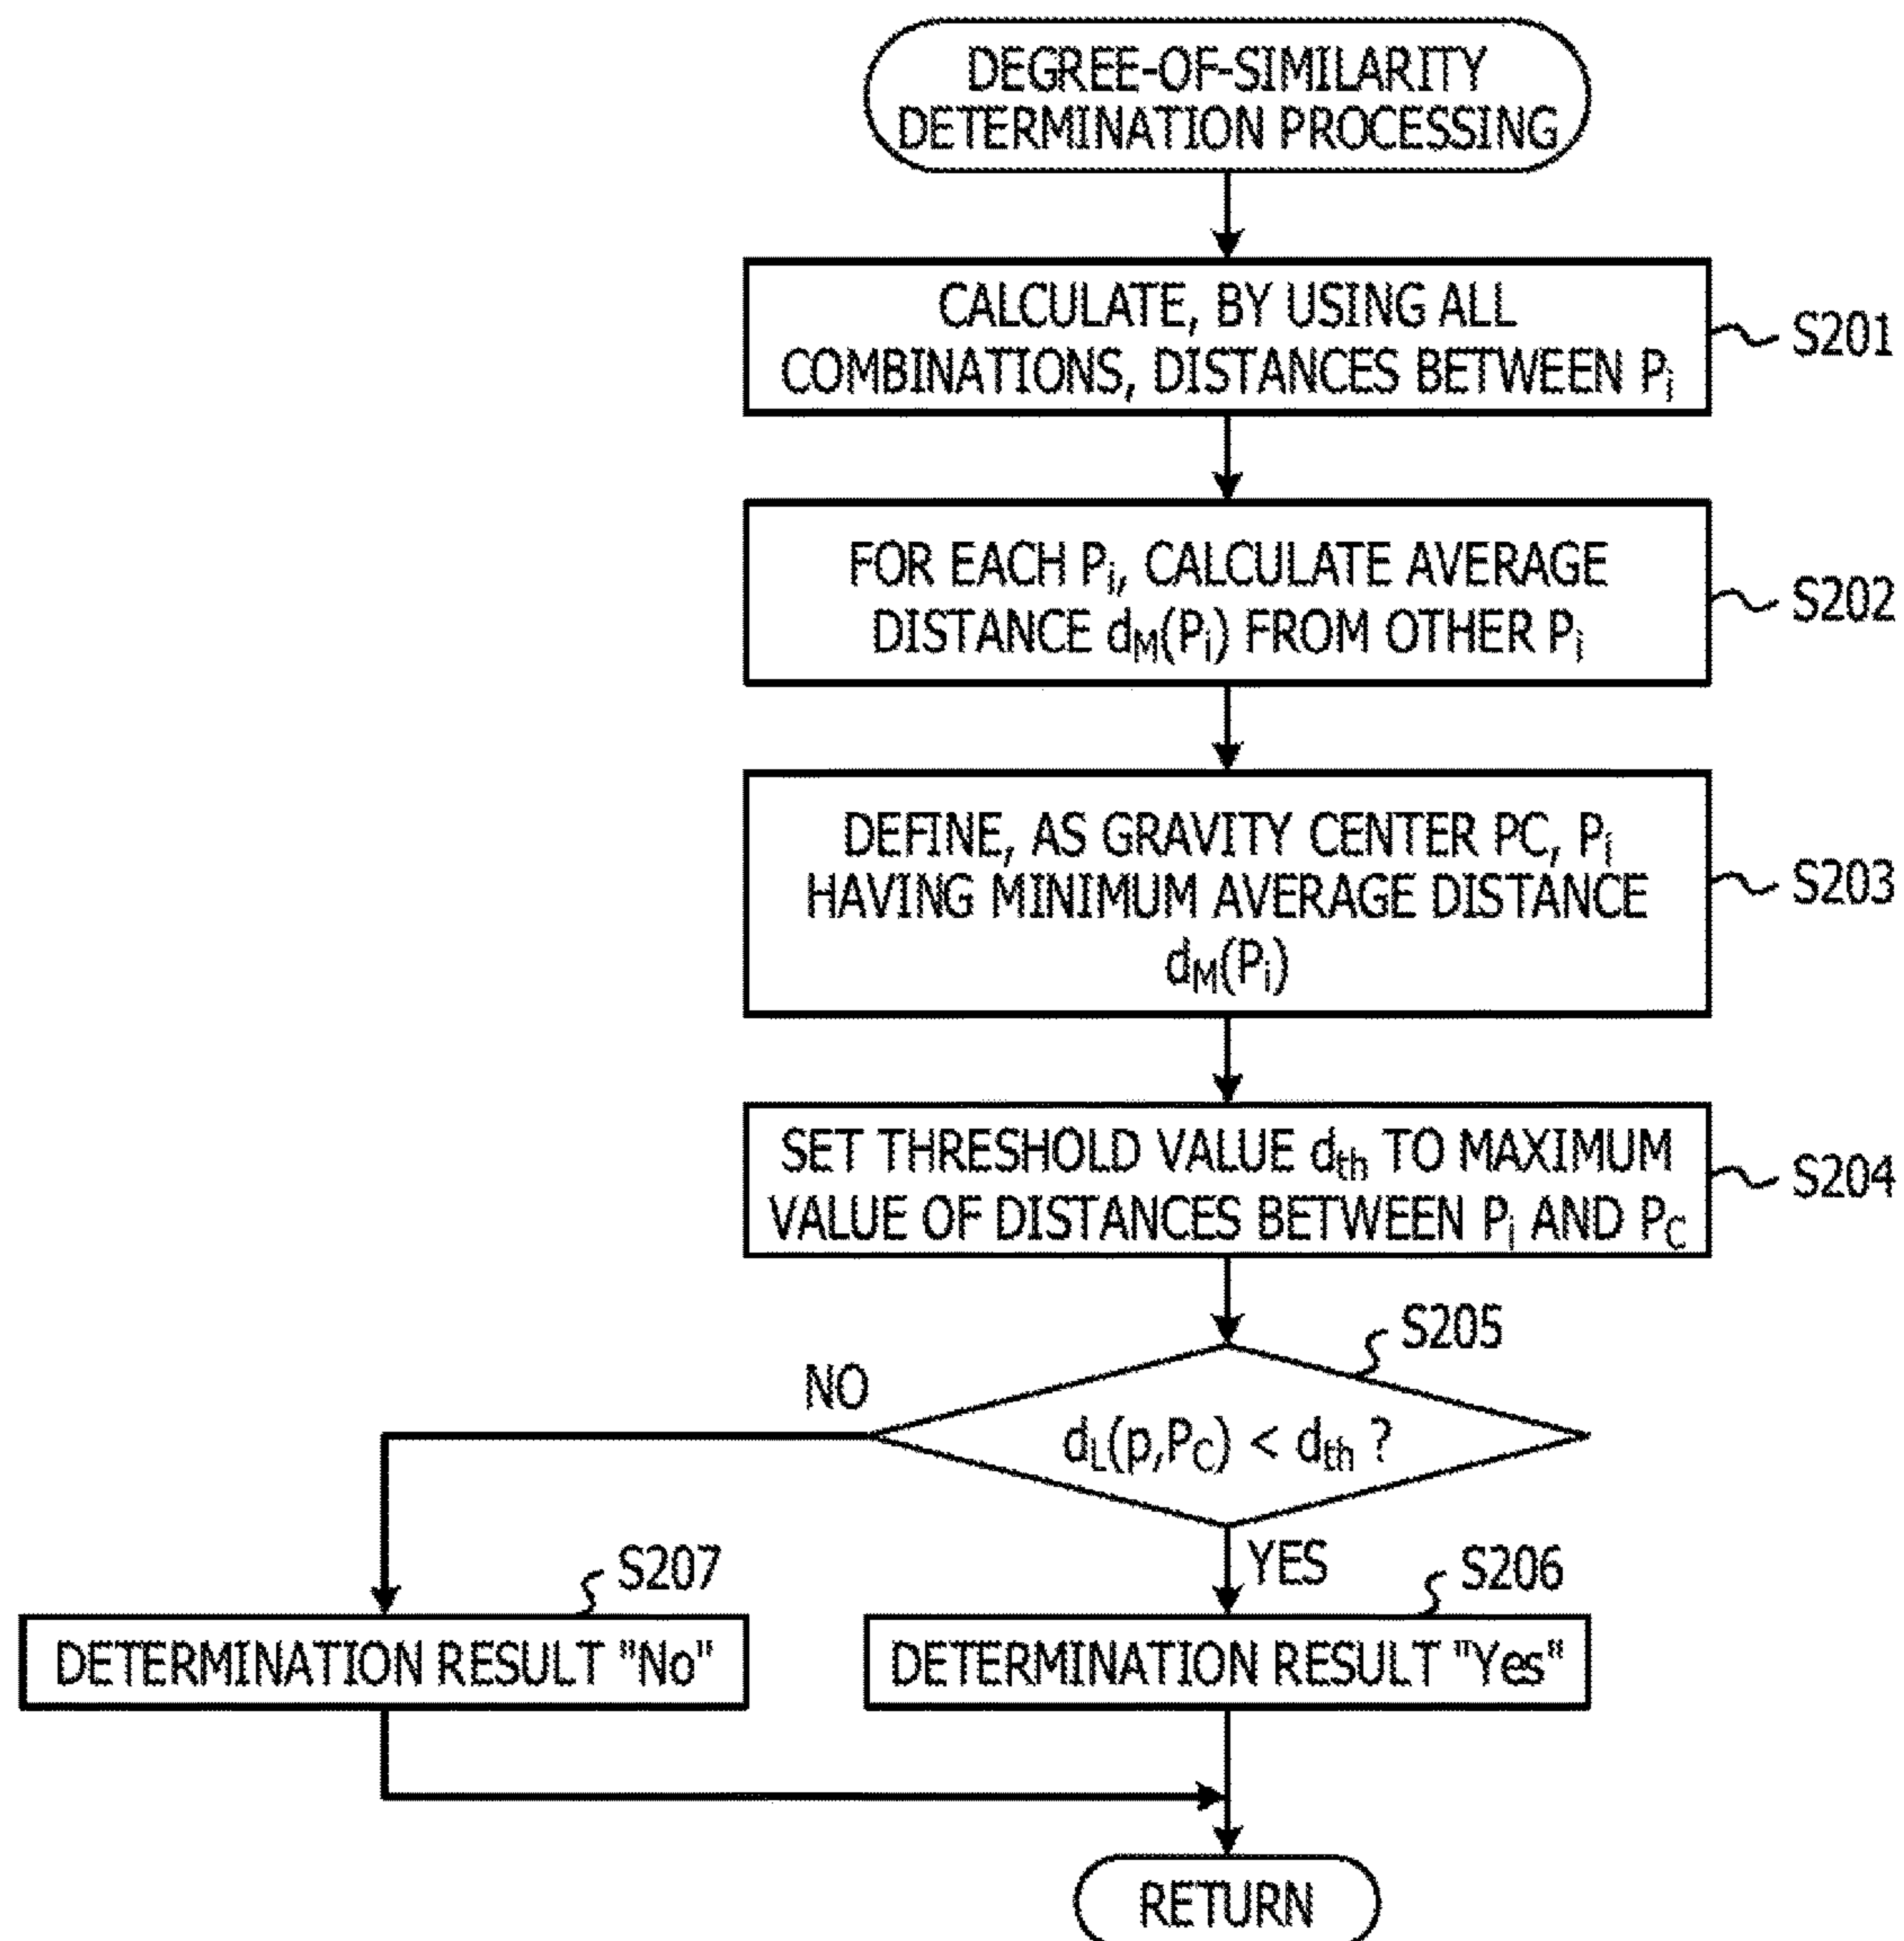 DEGREE-OF-SIMILARITY
DETERMINATION PROCESSING
CALCULATE, BY USING ALL
COMBINATIONS, DISTANCES BETWEEN Pi
S201
FOR EACH Pi, CALCULATE AVERAGE
DISTANCE dM(Pi) FROM OTHER Pi
S202
DEFINE, AS GRAVITY CENTER PC, Pi
HAVING MINIMUM AVERAGE DISTANCE
dM(Pi)
S203
SET THRESHOLD VALUE dth TO MAXIMUM
VALUE OF DISTANCES BETWEEN Pi AND PC
S204
S205
NO
dL(p,PC) < dth ?
YES
S207
S206
DETERMINATION RESULT "No"
DETERMINATION RESULT "Yes"
RETURN